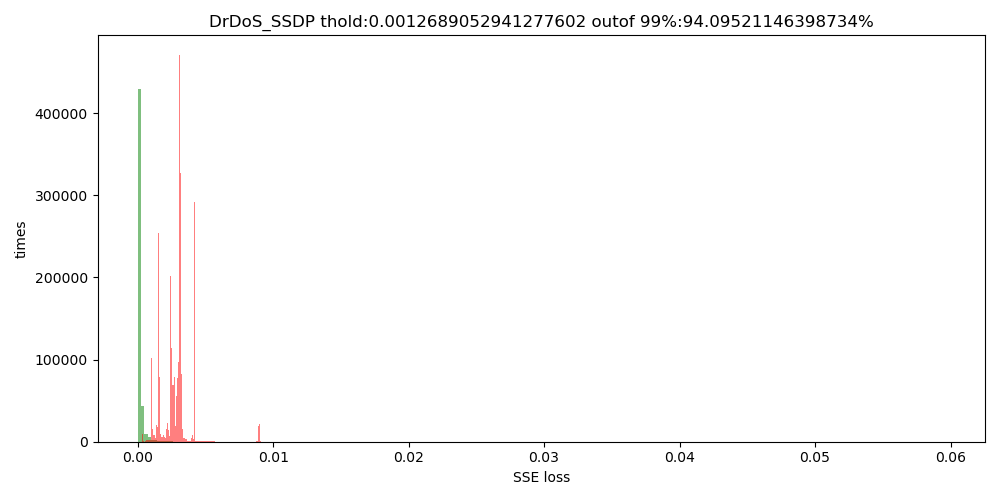 DrDoS_SSDP thold:0.0012689052941277602 outof 99%:94.09521146398734%
400000
300000
200000
100000
0
times
0.00 0.01 0.02 0.03 0.04 0.05 0.06
SSE loss